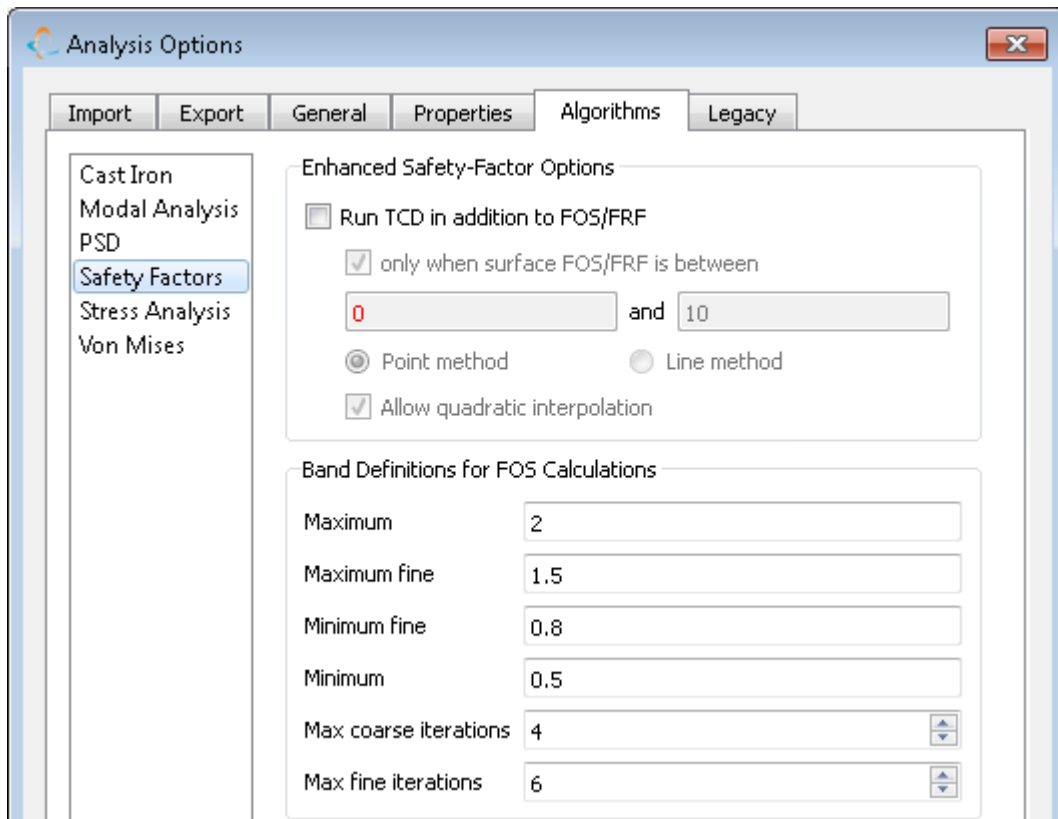 Analysis Options
Import Export General Properties Algorithms Legacy
Cast Iron
Modal Analysis
PSD
Safety Factors
Stress Analysis
Von Mises
Enhanced Safety-Factor Options
Run TCD in addition to FOS/FRF
only when surface FOS/FRF is between
0 and 10
Point method Line method
Allow quadratic interpolation
Band Definitions for FOS Calculations
Maximum 2
Maximum fine 1.5
Minimum fine 0.8
Minimum 0.5
Max coarse iterations 4
Max fine iterations 6